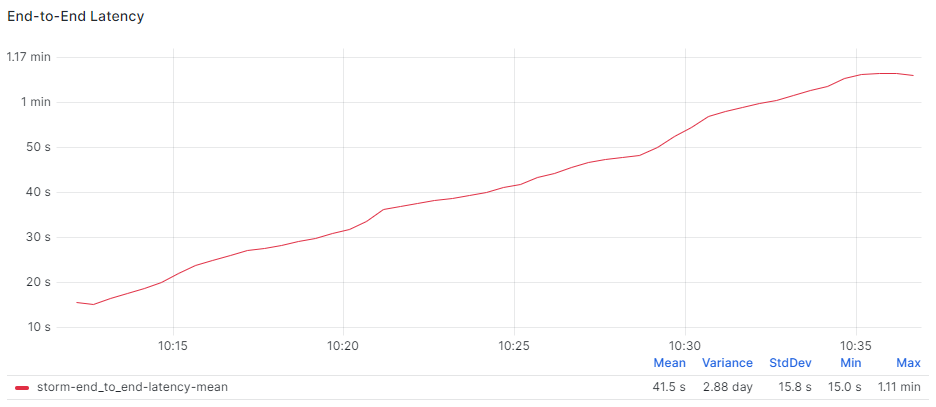 End-to-End Latency
1.17 min
1 min
50 s
40 s
30 s
20 s
10 s
10:15 10:20 10:25 10:30 10:35
Mean Variance StdDev Min Max
storm-end_to_end-latency-mean 41.5 s 2.88 day 15.8 s 15.0 s 1.11 min